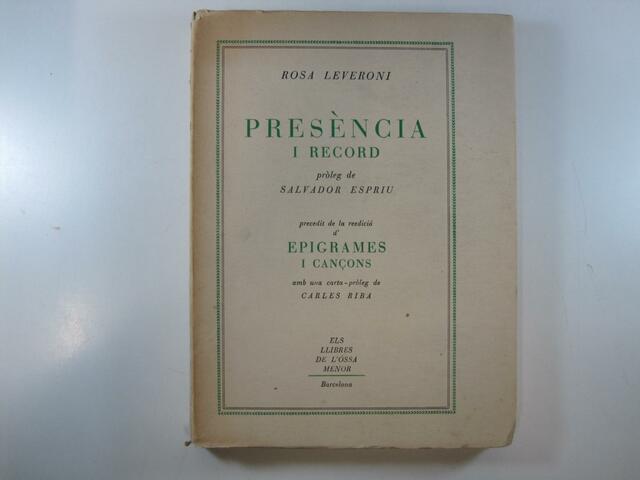 ROSA LEVERONI
PRESÈNCIA
I RECORD
pròleg de
SALVADOR ESPRIU
precedit de la reedició
d'
EPIGRAMES
I CANÇONS
amb una carta-pròleg de
CARLES RIBA
ELS
LLIBRES
DE L'OSSA
MENOR
Barcelona